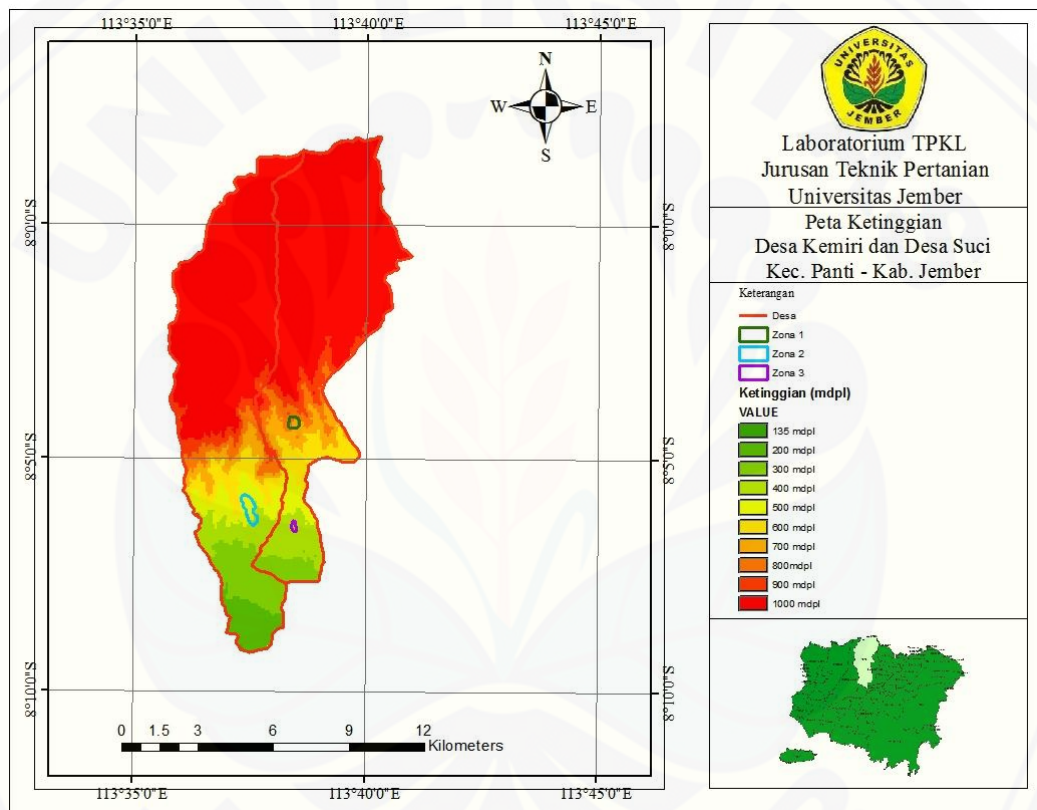 113°35'0"E 113°40'0"E 113°45'0"E
N
W E
S
8°0'0"S 8°0'0"S
8°5'0"S 8°5'0"S
8°10'0"S 8°10'0"S
0 1.5 3 6 9 12
Kilometers
113°35'0"E 113°40'0"E 113°45'0"E
UNIVERSITAS
JEMBER
Laboratorium TPKL
Jurusan Teknik Pertanian
Universitas Jember
Peta Ketinggian
Desa Kemiri dan Desa Suci
Kec. Panti - Kab. Jember
Keterangan
Desa
Zona 1
Zona 2
Zona 3
Ketinggian (mdpl)
VALUE
135 mdpl
200 mdpl
300 mdpl
400 mdpl
500 mdpl
600 mdpl
700 mdpl
800mdpl
900 mdpl
1000 mdpl